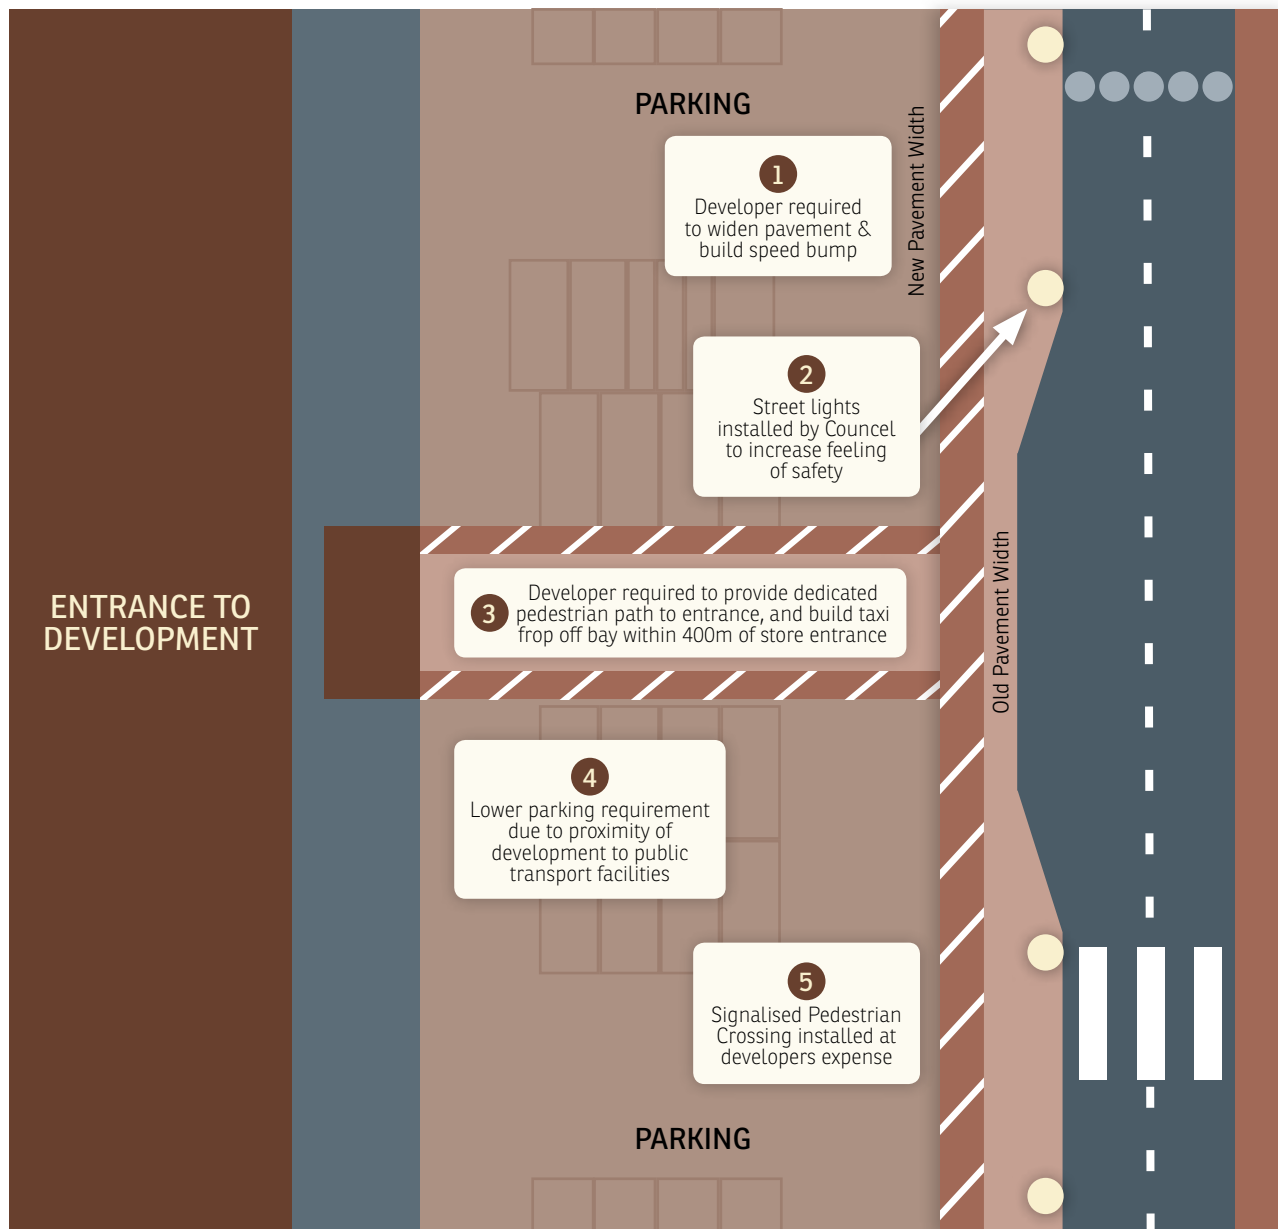 PARKING
1
Developer required
to widen pavement &
build speed bump
New Pavement Width
2
Street lights
installed by Councel
to increase feeling
of safety
ENTRANCE TO
DEVELOPMENT
3
Developer required to provide dedicated
pedestrian path to entrance, and build taxi
frop off bay within 400m of store entrance
Old Pavement Width
4
Lower parking requirement
due to proximity of
development to public
transport facilities
5
Signalised Pedestrian
Crossing installed at
developers expense
PARKING